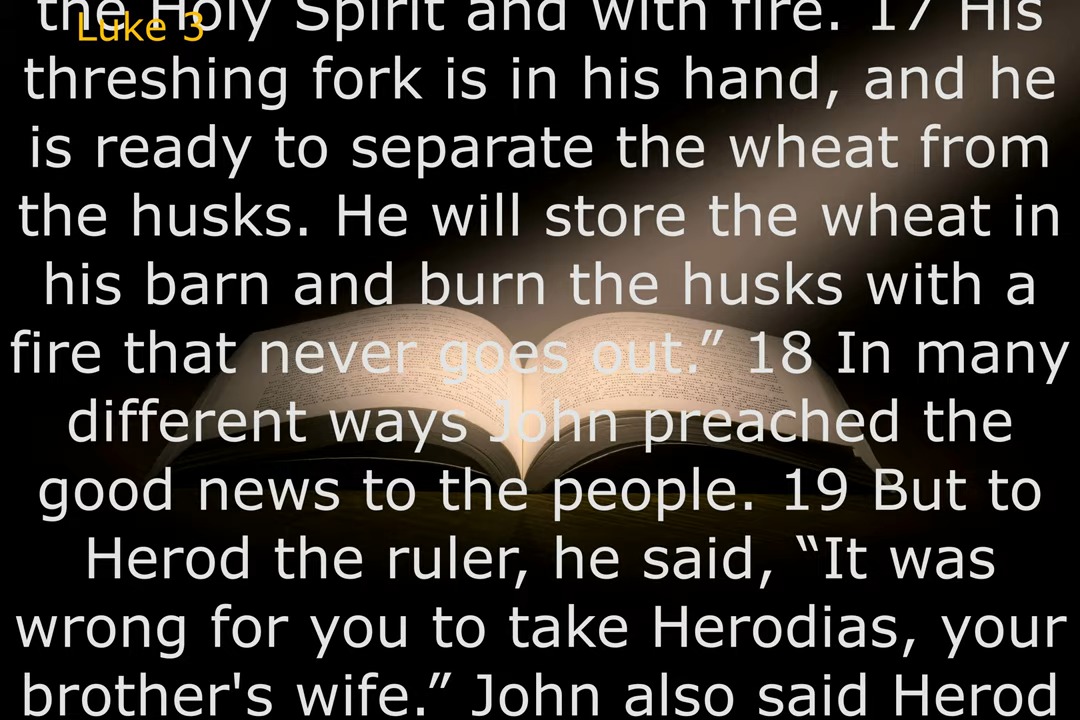 the Holy Spirit and with fire. 17 His
Luke 3
threshing fork is in his hand, and he
is ready to separate the wheat from
the husks. He will store the wheat in
his barn and burn the husks with a
fire that never goes out.” 18 In many
different ways John preached the
good news to the people. 19 But to
Herod the ruler, he said, “It was
wrong for you to take Herodias, your
brother's wife.” John also said Herod